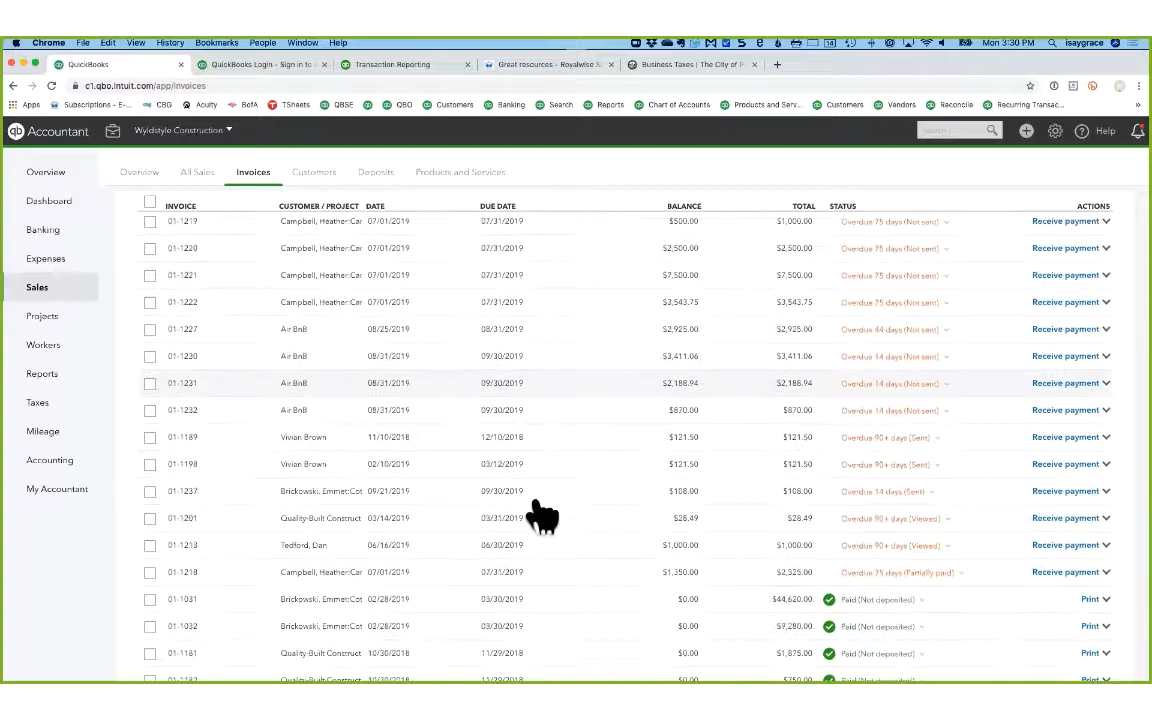 Chrome File Edit View History Bookmarks People Window Help Mon 3:30 PM isaygrace
QuickBooks QuickBooks Login - Sign in to Transaction Reporting Great resources - Royalwise Business Taxes | The City of
c1.qbo.intuit.com/app/invoices
Apps Subscriptions - E-... CBG Acuity BofA TSheets QBSE QBO Customers Banking Search Reports Chart of Accounts Products and Serv... Customers Vendors Reconcile Recurring Transac...
qb Accountant Wyldstyle Construction Search Help
Overview Overview All Sales Invoices Customers Deposits Products and Services
Dashboard
Banking
Expenses
Sales
Projects
Workers
Reports
Taxes
Mileage
Accounting
My Accountant
INVOICE CUSTOMER / PROJECT DATE DUE DATE BALANCE TOTAL STATUS ACTIONS
01-1219 Campbell, Heather:Car 07/01/2019 07/31/2019 $500.00 $1,000.00 Overdue 75 days (Not sent) Receive payment
01-1220 Campbell, Heather:Car 07/01/2019 07/31/2019 $2,500.00 $2,500.00 Overdue 75 days (Not sent) Receive payment
01-1221 Campbell, Heather:Car 07/01/2019 07/31/2019 $7,500.00 $7,500.00 Overdue 75 days (Not sent) Receive payment
01-1222 Campbell, Heather:Car 07/01/2019 07/31/2019 $3,543.75 $3,543.75 Overdue 75 days (Not sent) Receive payment
01-1227 Air BnB 08/25/2019 08/31/2019 $2,925.00 $2,925.00 Overdue 44 days (Not sent) Receive payment
01-1230 Air BnB 08/31/2019 09/30/2019 $3,411.06 $3,411.06 Overdue 14 days (Not sent) Receive payment
01-1231 Air BnB 08/31/2019 09/30/2019 $2,188.94 $2,188.94 Overdue 14 days (Not sent) Receive payment
01-1232 Air BnB 08/31/2019 09/30/2019 $870.00 $870.00 Overdue 14 days (Not sent) Receive payment
01-1189 Vivian Brown 11/10/2018 12/10/2018 $121.50 $121.50 Overdue 90+ days (Sent) Receive payment
01-1198 Vivian Brown 02/10/2019 03/12/2019 $121.50 $121.50 Overdue 90+ days (Sent) Receive payment
01-1237 Brickowski, Emmet:Cot 09/21/2019 09/30/2019 $108.00 $108.00 Overdue 14 days (Sent) Receive payment
01-1201 Quality-Built Construct 03/14/2019 03/31/2019 $28.49 $28.49 Overdue 90+ days (Viewed) Receive payment
01-1213 Tedford, Dan 06/16/2019 06/30/2019 $1,000.00 $1,000.00 Overdue 90+ days (Viewed) Receive payment
01-1218 Campbell, Heather:Car 07/01/2019 07/31/2019 $1,350.00 $2,325.00 Overdue 75 days (Partially paid) Receive payment
01-1031 Brickowski, Emmet:Cot 02/28/2019 03/30/2019 $0.00 $44,620.00 Paid (Not deposited) Print
01-1032 Brickowski, Emmet:Cot 02/28/2019 03/30/2019 $0.00 $9,280.00 Paid (Not deposited) Print
01-1181 Quality-Built Construct 10/30/2018 11/29/2018 $0.00 $1,875.00 Paid (Not deposited) Print
01-1182 Quality-Built Construct 10/30/2018 11/29/2018 $0.00 $750.00 Paid (Not deposited) Print